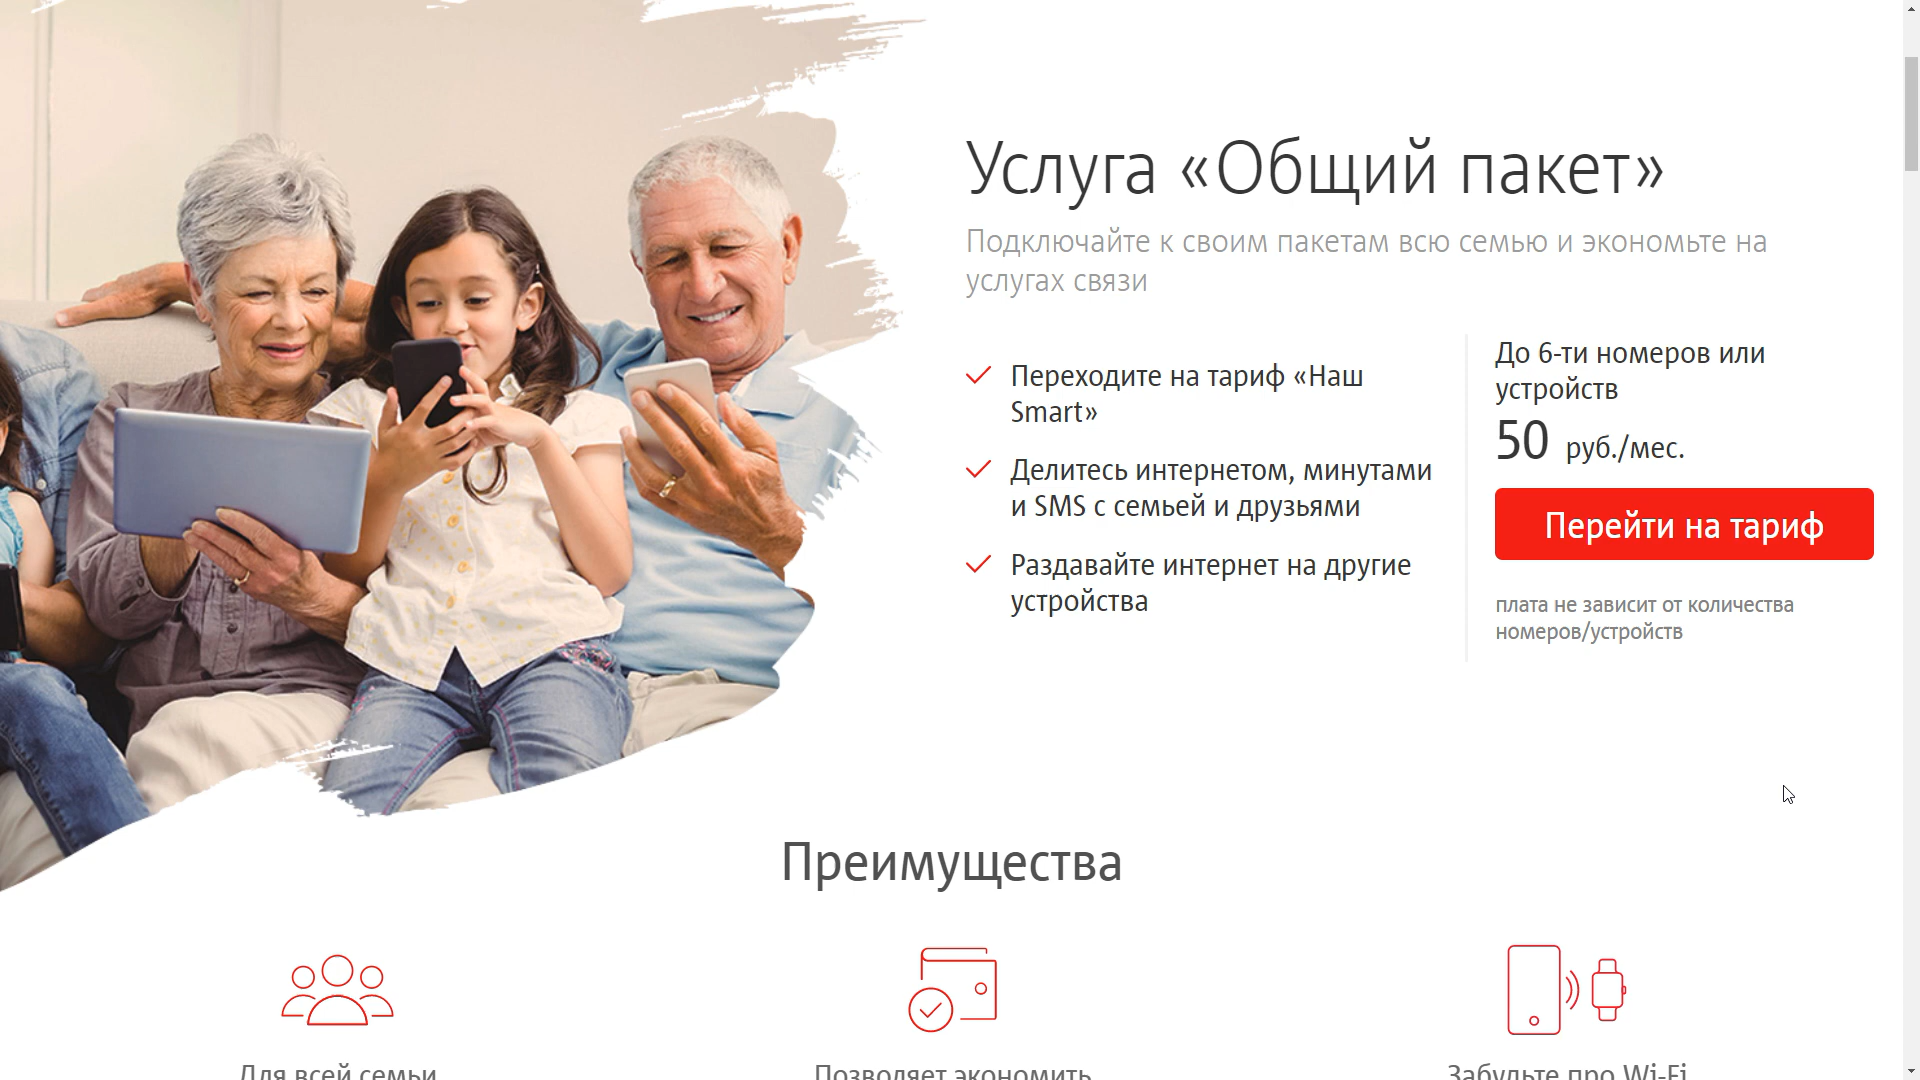 Услуга «Общий пакет»
Подключайте к своим пакетам всю семью и экономьте на
услугах связи
Переходите на тариф «Наш
Smart»
Делитесь интернетом, минутами
и SMS с семьей и друзьями
Раздавайте интернет на другие
устройства
До 6-ти номеров или
устройств
50 руб./мес.
Перейти на тариф
плата не зависит от количества
номеров/устройств
Преимущества
Для всей семьи
Позволяет экономить
Забудьте про Wi-Fi